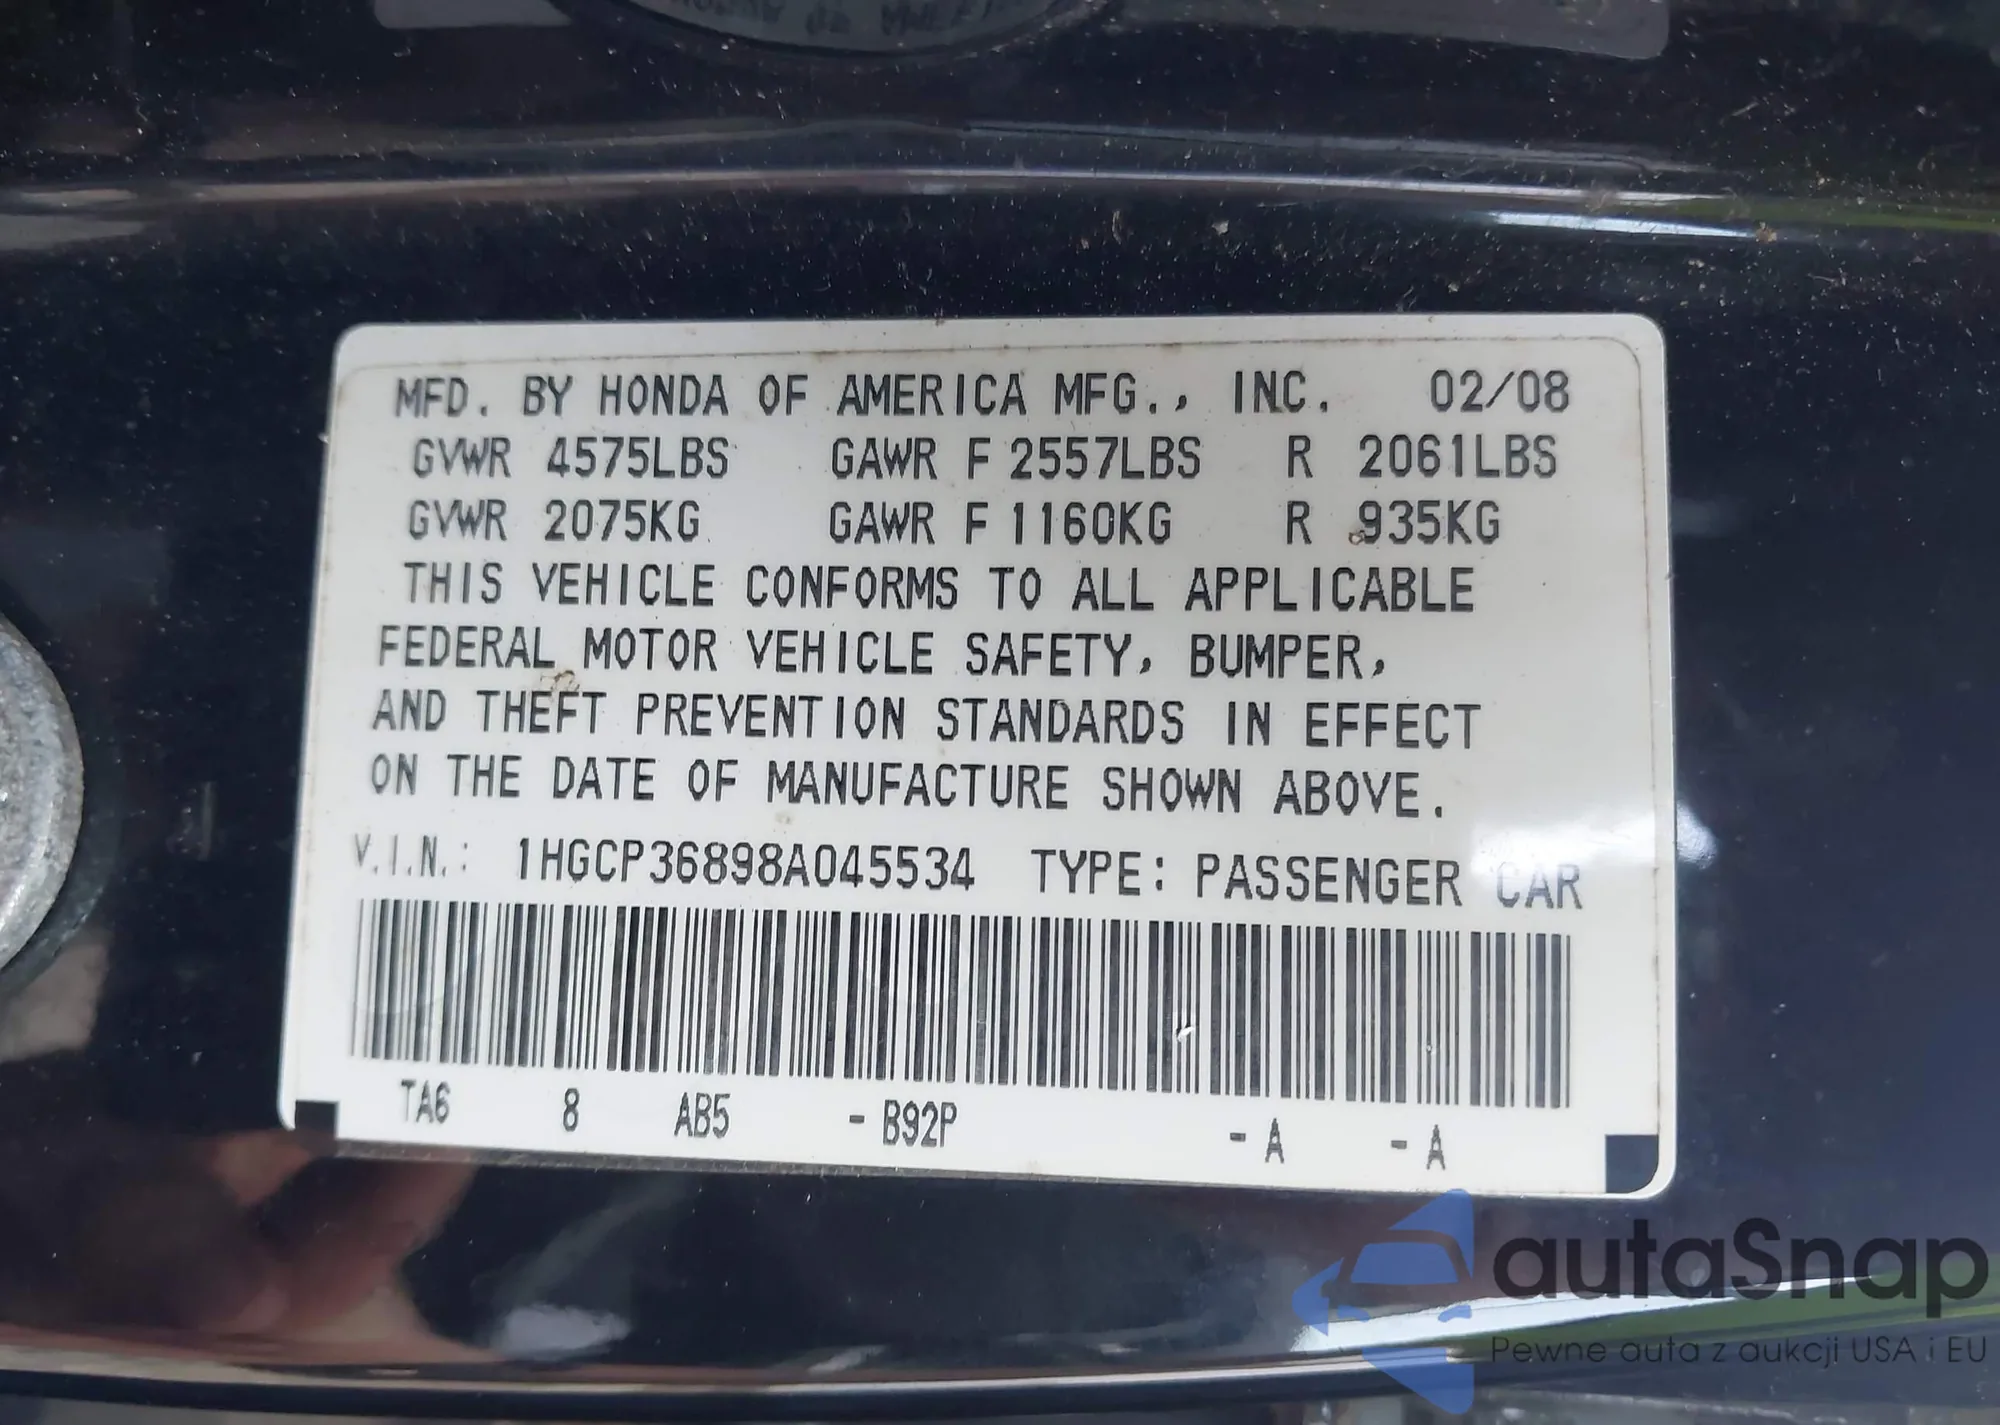 MFD. BY HONDA OF AMERICA MFG., INC. 02/08
GVWR 4575LBS GAWR F 2557LBS R 2061LBS
GVWR 2075KG GAWR F 1160KG R 935KG
THIS VEHICLE CONFORMS TO ALL APPLICABLE
FEDERAL MOTOR VEHICLE SAFETY, BUMPER,
AND THEFT PREVENTION STANDARDS IN EFFECT
ON THE DATE OF MANUFACTURE SHOWN ABOVE.
V.I.N.: 1HGCP36898A045534 TYPE: PASSENGER CAR
TA6 8 AB5 - B92P - A - A
autaSnap
Pewne auta z aukcji USA i EU